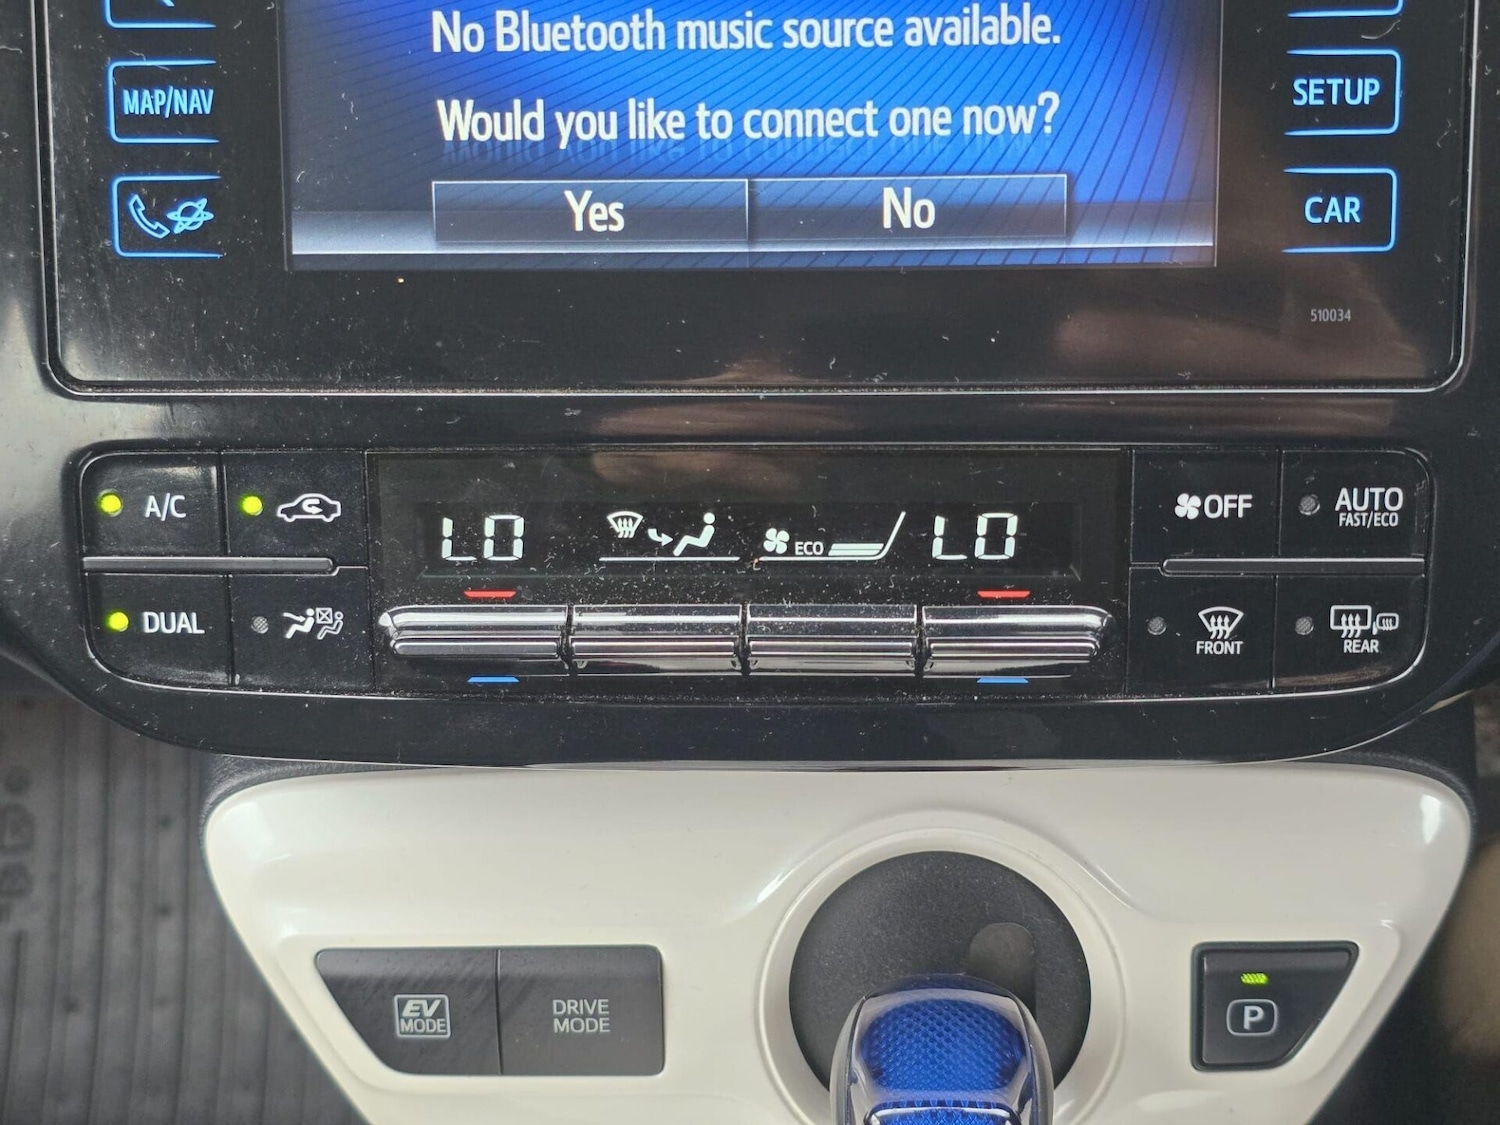 No Bluetooth music source available.
Would you like to connect one now?
Yes No
MAP/NAV
SETUP
CAR
510034
A/C
LO
ECO
LO
OFF
AUTO
FAST/ECO
DUAL
FRONT
REAR
EV
MODE
DRIVE
MODE
P